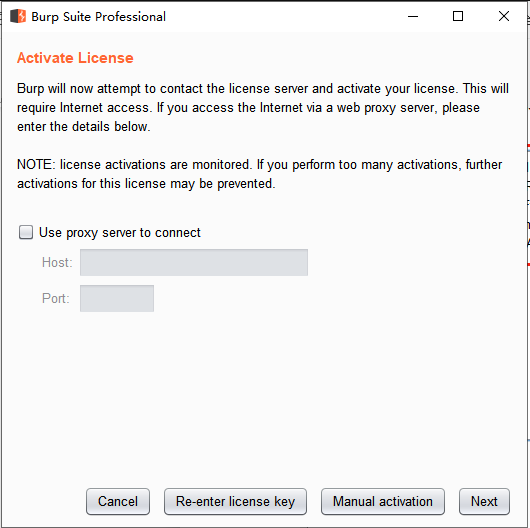 Burp Suite Professional
Activate License
Burp will now attempt to contact the license server and activate your license. This will
require Internet access. If you access the Internet via a web proxy server, please
enter the details below.
NOTE: license activations are monitored. If you perform too many activations, further
activations for this license may be prevented.
Use proxy server to connect
Host:
Port:
Cancel
Re-enter license key
Manual activation
Next